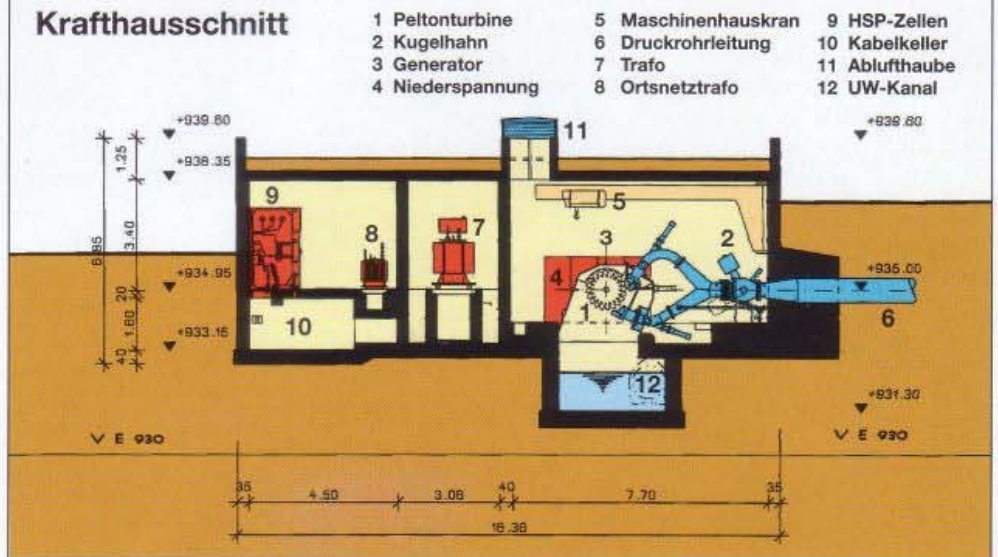 Krafthausschnitt
1 Peltonturbine
2 Kugelhahn
3 Generator
4 Niederspannung
5 Maschinenhauskran
6 Druckrohrleitung
7 Trafo
8 Ortsnetztrafo
9 HSP-Zellen
10 Kabelkeller
11 Ablufthaube
12 UW-Kanal
+939.60
+939.60
11
1.25
+938.35
9
5
8
7
3
2
6.85
3.40
4
+934.95
+935.00
20
10
1
6
1.60
+933.15
12
40
+931.30
E 930
E 930
35
4.50
3.06
40
7.70
35
16.36